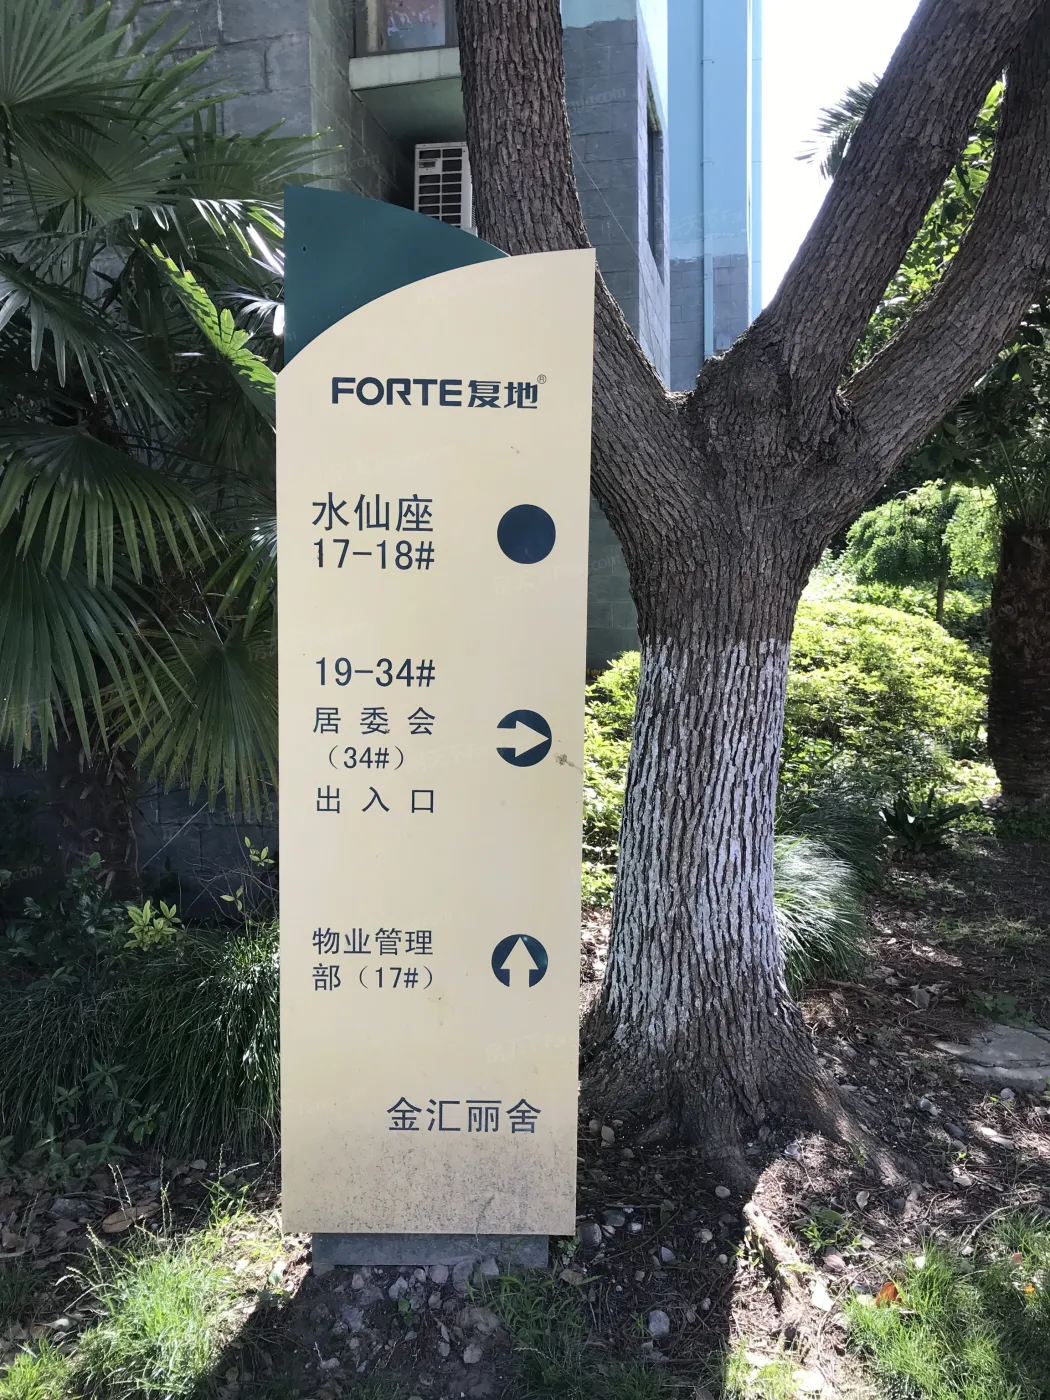 FORTE复地®
水仙座
17-18#
19-34#
居委会
（34#）
出入口
物业管理
部（17#）
金汇丽舍